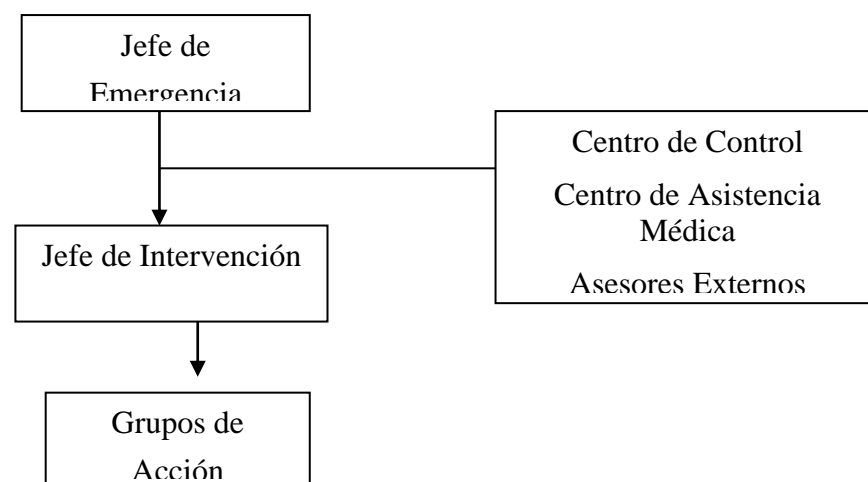 Jefe de
Emergencia
Centro de Control
Centro de Asistencia
Médica
Asesores Externos
Jefe de Intervención
Grupos de
Acción